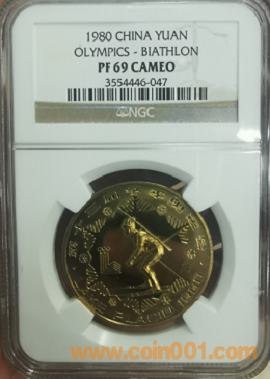 1980 CHINA YUAN
OLYMPICS - BIATHLON
PF 69 CAMEO
3554446-047
NGC
www.coin001.com